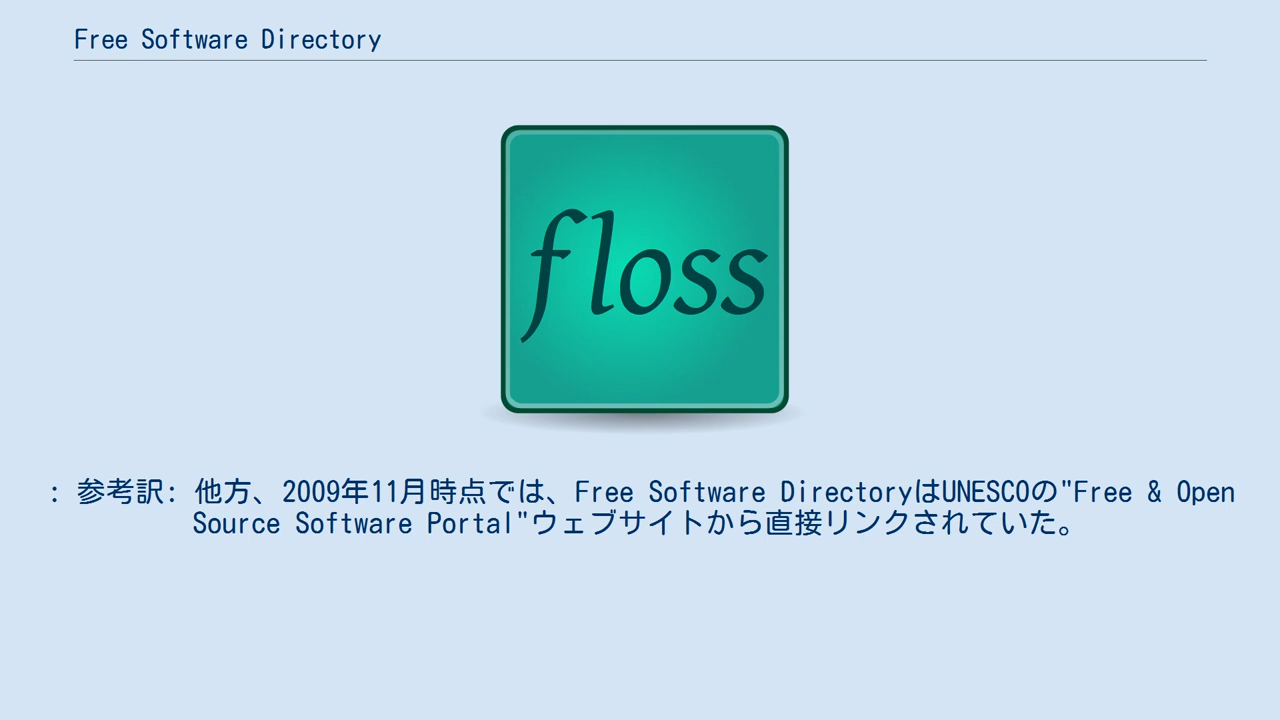 Free Software Directory
floss
: 参考訳: 他方、2009年11月時点では、Free Software DirectoryはUNESCOの"Free & Open
Source Software Portal"ウェブサイトから直接リンクされていた。